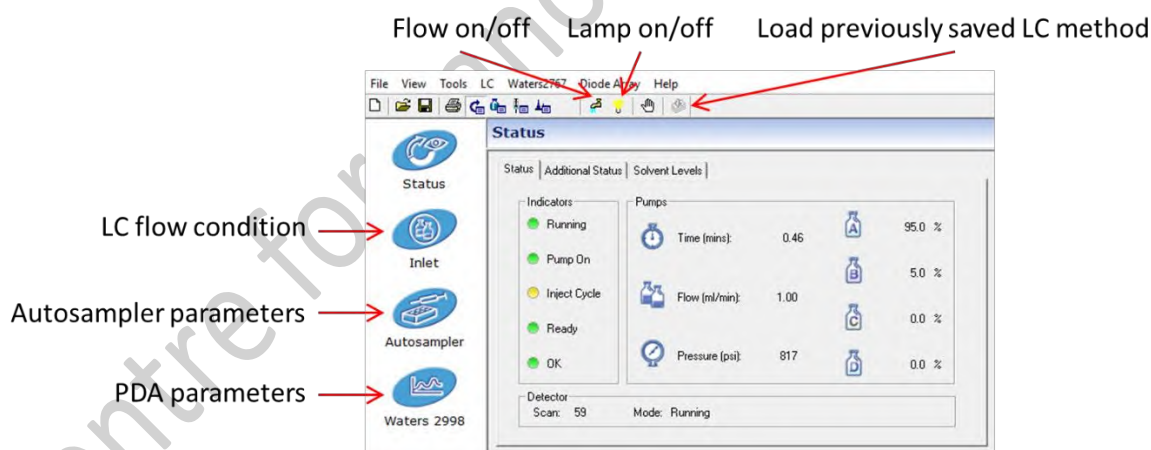 Flow on/off Lamp on/off Load previously saved LC method
File View Tools LC Waters2767 Diode Array Help
Status
Status Additional Status Solvent Levels
Status
Indicators
Pumps
Running
Time (mins): 0.46
A 95.0 %
LC flow condition
Inlet
Pump On
B 5.0 %
Inject Cycle
Flow (ml/min): 1.00
Autosampler parameters
Autosampler
Ready
C 0.0 %
OK
Pressure (psi): 817
D 0.0 %
PDA parameters
Waters 2998
Detector
Scan: 59 Mode: Running
entre for